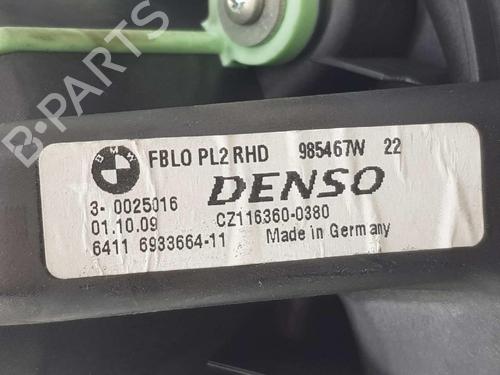 B-PARTS
BMW
FBLO PL2 RHD 985467W 22
3- 0025016
DENSO
01.10.09
CZ116360-0380
6411 6933664-11
Made in Germany